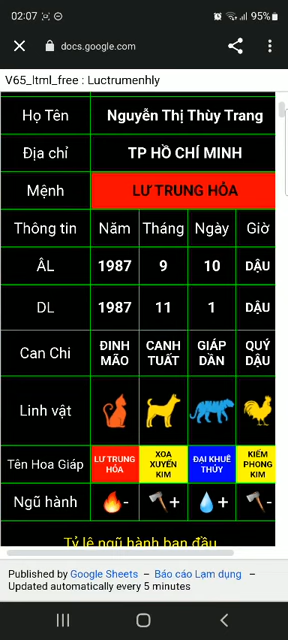 02:07
95%
docs.google.com
V65_ltml_free : Luctrumenhly
Họ Tên Nguyễn Thị Thùy Trang
Địa chỉ TP HỒ CHÍ MINH
Mệnh LƯ TRUNG HỎA
Thông tin Năm Tháng Ngày Giờ
ÂL 1987 9 10 DẬU
DL 1987 11 1 DẬU
Can Chi ĐINH MÃO CANH TUẤT GIÁP DẦN QUÝ DẬU
Linh vật
Tên Hoa Giáp LƯ TRUNG HỎA XOA XUYẾN KIM ĐẠI KHUÊ THỦY KIẾM PHONG KIM
Ngũ hành - + + -
Tỷ lệ ngũ hành ban đầu
Published by Google Sheets – Báo cáo Lạm dụng –
Updated automatically every 5 minutes